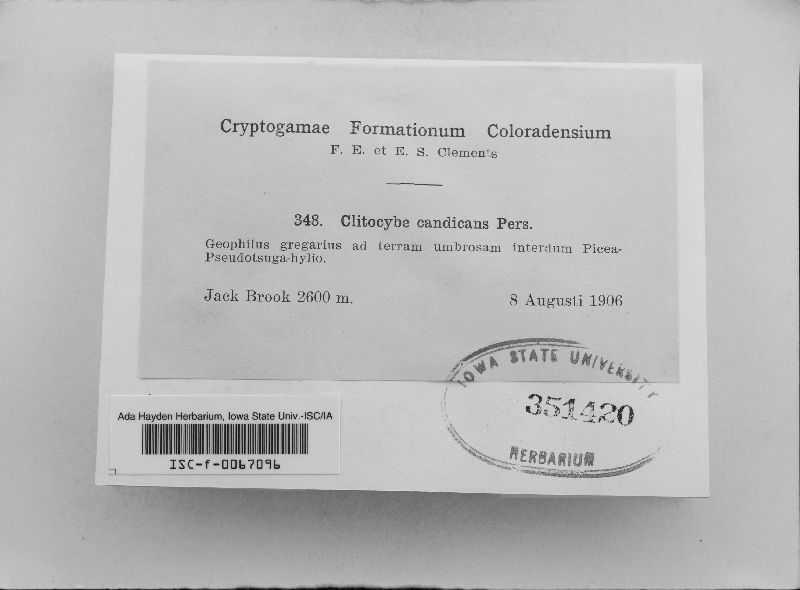 Cryptogamae Formationum Coloradensium
F. E. et E. S. Clements
348. Clitocybe candicans Pers.
Geophilus gregarius ad terram umbrosam interdum Picea-
Pseudotsuga-hylio.
Jack Brook 2600 m. 8 Augusti 1906
IOWA STATE UNIVERSITY
351420
HERBARIUM
Ada Hayden Herbarium, Iowa State Univ.-ISC/IA
ISC-f-0067096